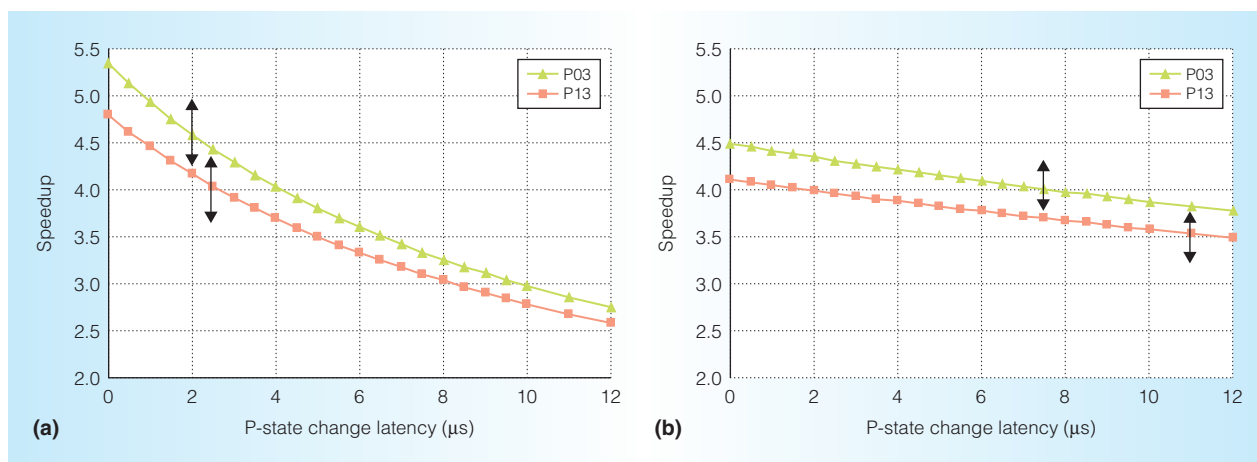 5.5
5.0
4.5
4.0
3.5
3.0
2.5
2.0
Speedup
P03
P13
0 2 4 6 8 10 12
P-state change latency (μs)
(a)
5.5
5.0
4.5
4.0
3.5
3.0
2.5
2.0
Speedup
P03
P13
0 2 4 6 8 10 12
P-state change latency (μs)
(b)